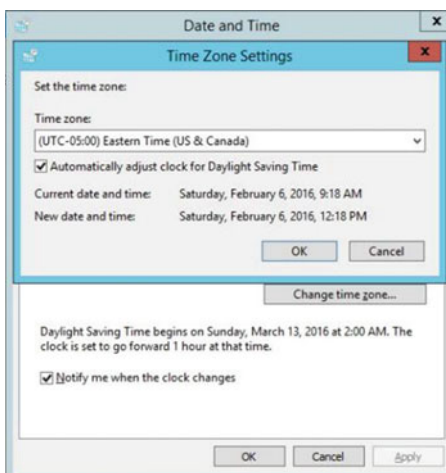 Date and Time
x
Time Zone Settings
x
Set the time zone:
Time zone:
(UTC-05:00) Eastern Time (US & Canada)
Automatically adjust clock for Daylight Saving Time
Current date and time: Saturday, February 6, 2016, 9:18 AM
New date and time: Saturday, February 6, 2016, 12:18 PM
OK Cancel
Change time zone...
Daylight Saving Time begins on Sunday, March 13, 2016 at 2:00 AM. The
clock is set to go forward 1 hour at that time.
Notify me when the clock changes
OK Cancel Apply